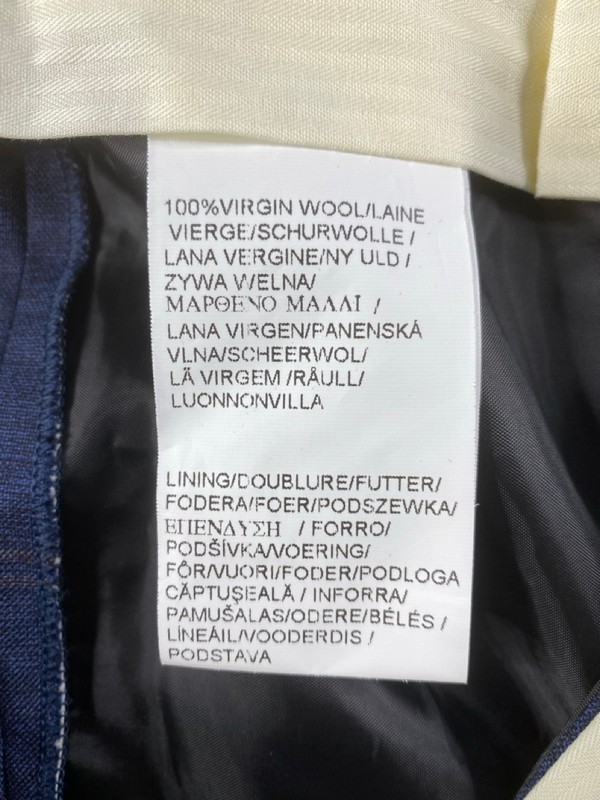 100%VIRGIN WOOL/LAINE
VIERGE/SCHURWOLLE /
LANA VERGINE/NY ULD /
ZYWA WELNA/
ΜΑΡΘΕΝΟ ΜΑΛΛΙ /
LANA VIRGEN/PANENSKÁ
VLNA/SCHEERWOL/
LÄ VIRGEM /RÅULL/
LUONNONVILLA
LINING/DOUBLURE/FUTTER/
FODERA/FOER/PODSZEWKA/
ΕΠΕΝΔΥΣΗ / FORRO/
PODŠÍVKA/VOERING/
FÔR/VUORI/FODER/PODLOGA
CĂPTUŞEALĂ / INFORRA/
PAMUŠALAS/ODERE/BÉLÉS /
LÍNEÁIL/VOODERDIS /
PODSTAVA